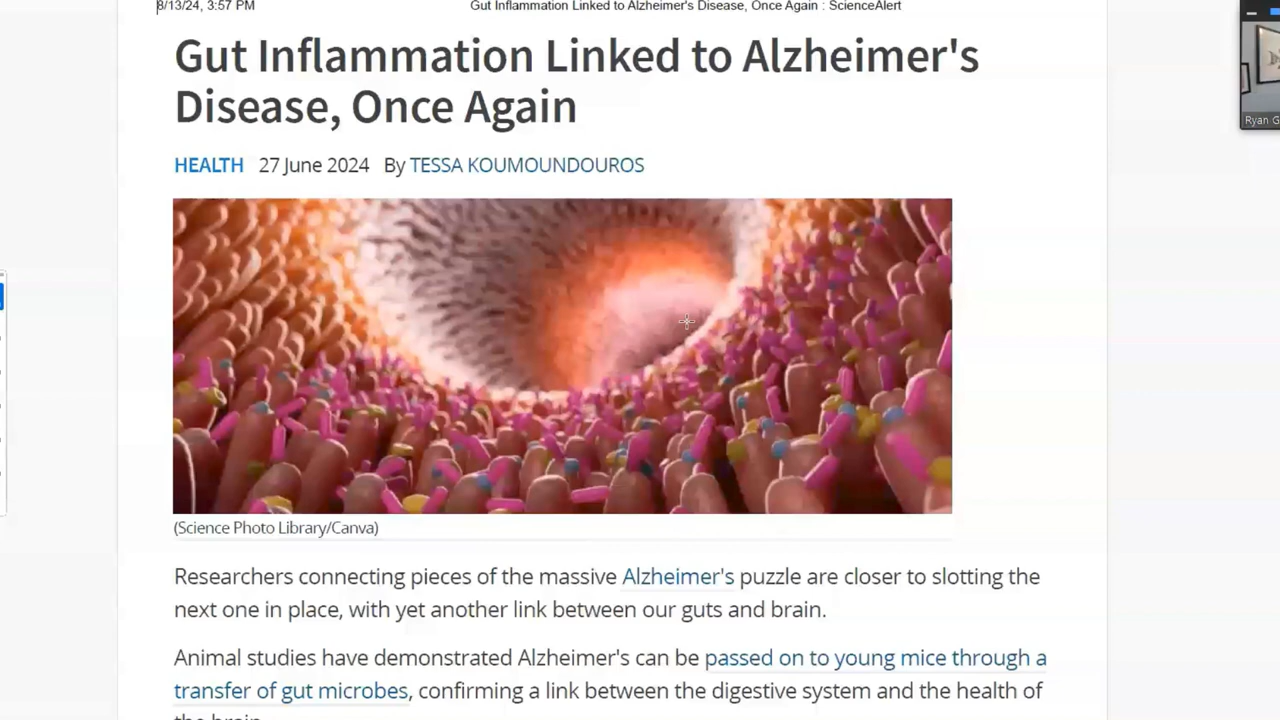 8/13/24, 3:57 PM Gut Inflammation Linked to Alzheimer's Disease, Once Again : ScienceAlert
Gut Inflammation Linked to Alzheimer's
Disease, Once Again
HEALTH 27 June 2024 By TESSA KOUMOUNDOUROS
(Science Photo Library/Canva)
Researchers connecting pieces of the massive Alzheimer's puzzle are closer to slotting the
next one in place, with yet another link between our guts and brain.
Animal studies have demonstrated Alzheimer's can be passed on to young mice through a
transfer of gut microbes, confirming a link between the digestive system and the health of
the brain.
Ryan G